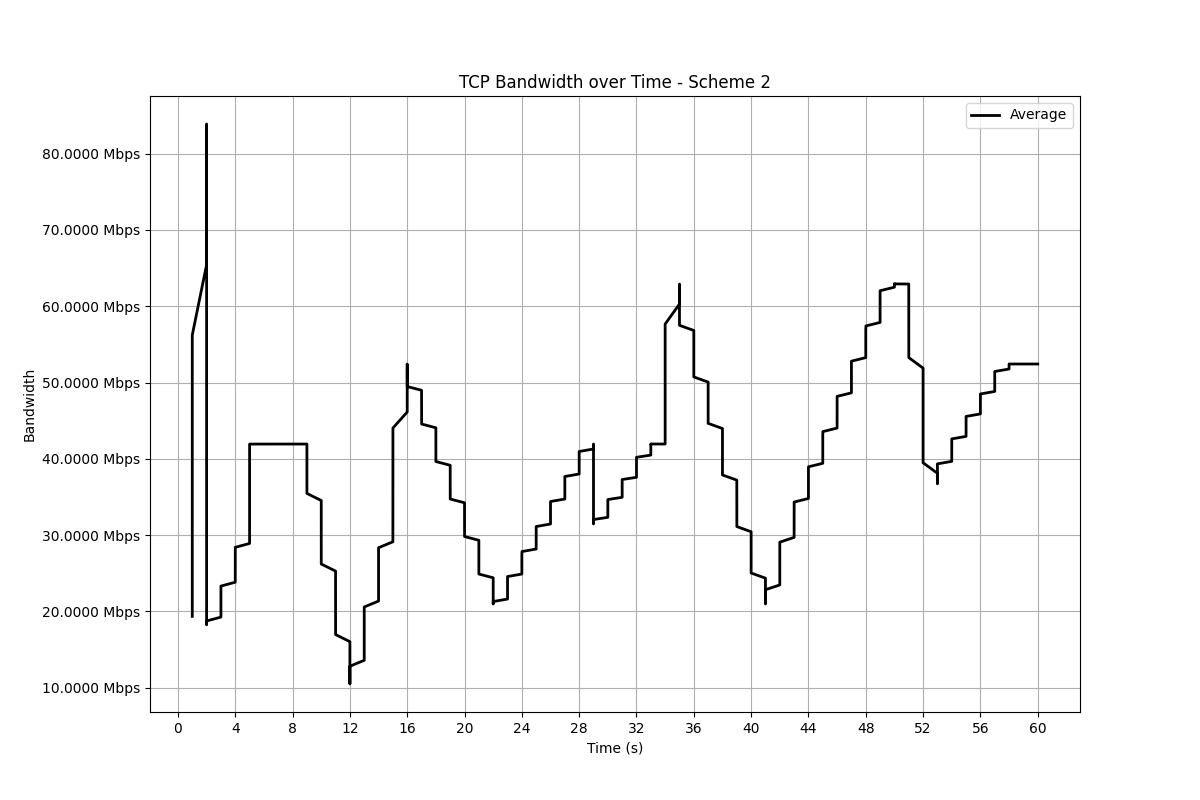 TCP Bandwidth over Time - Scheme 2
Average
80.0000 Mbps
70.0000 Mbps
60.0000 Mbps
50.0000 Mbps
40.0000 Mbps
30.0000 Mbps
20.0000 Mbps
10.0000 Mbps
Bandwidth
0 4 8 12 16 20 24 28 32 36 40 44 48 52 56 60
Time (s)